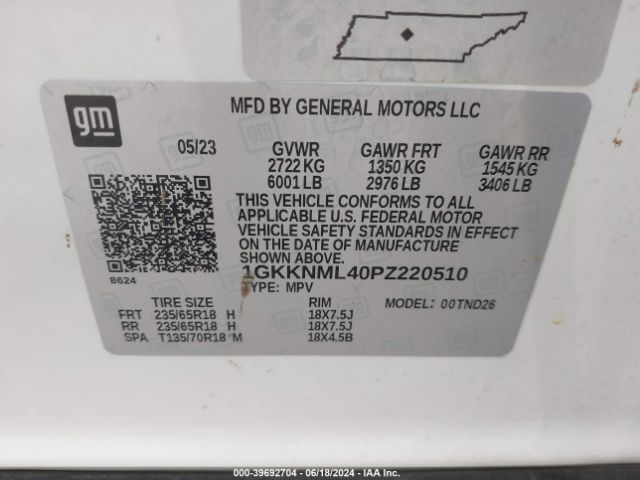 gm
MFD BY GENERAL MOTORS LLC
05/23 GVWR GAWR FRT GAWR RR
2722 KG 1350 KG 1545 KG
6001 LB 2976 LB 3406 LB
THIS VEHICLE CONFORMS TO ALL
APPLICABLE U.S. FEDERAL MOTOR
VEHICLE SAFETY STANDARDS IN EFFECT
ON THE DATE OF MANUFACTURE
SHOWN ABOVE.
1GKKNML40PZ220510
8624
TYPE: MPV
TIRE SIZE RIM MODEL: 00TND26
FRT 235/65R18 H 18X7.5J
RR 235/65R18 H 18X7.5J
SPA T135/70R18 M 18X4.5B
000-39692704 - 06/18/2024 - IAAI.COM